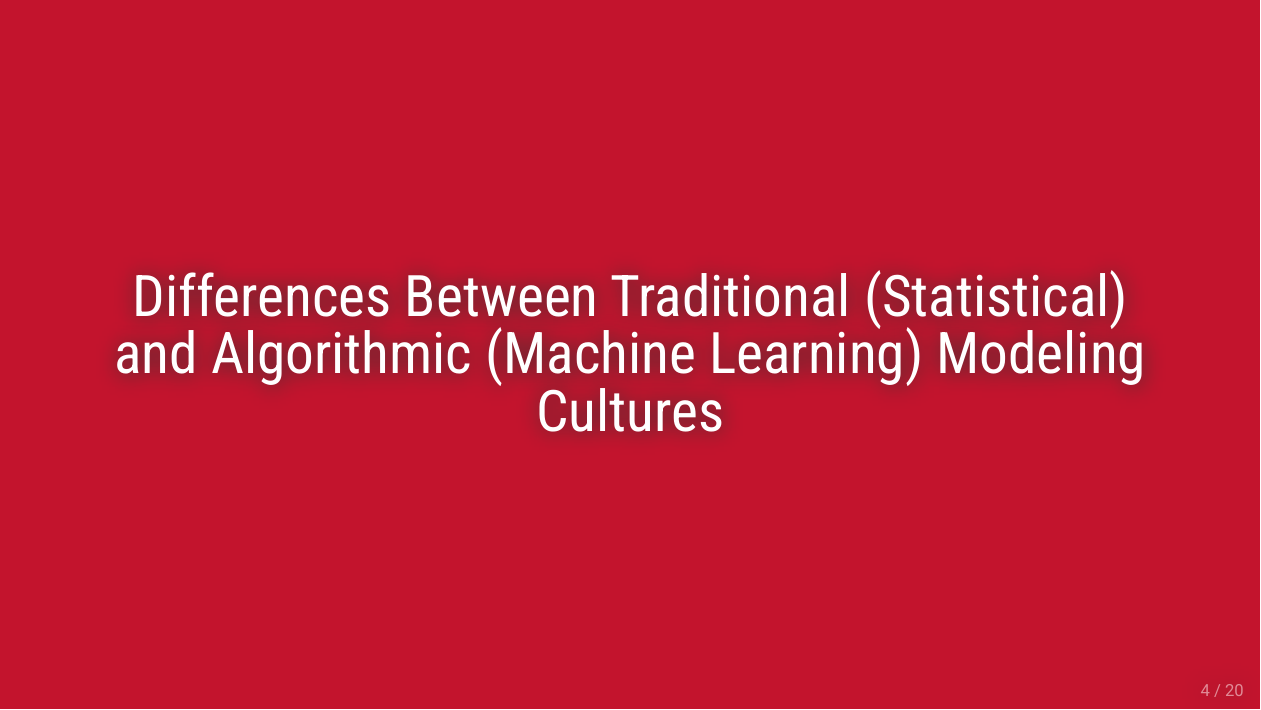 Differences Between Traditional (Statistical)
and Algorithmic (Machine Learning) Modeling
Cultures
4 / 20